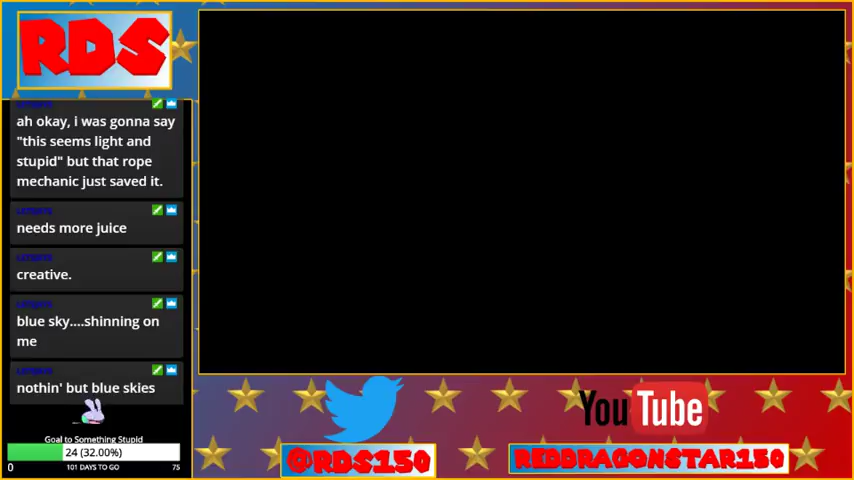 RDS
ah okay, i was gonna say
"this seems light and
stupid" but that rope
mechanic just saved it.
needs more juice
creative.
blue sky....shinning on
me
nothin' but blue skies
Goal to Something Stupid
24 (32.00%)
0
101 DAYS TO GO
75
@RDS150
YouTube
REDDRAGONSTAR150